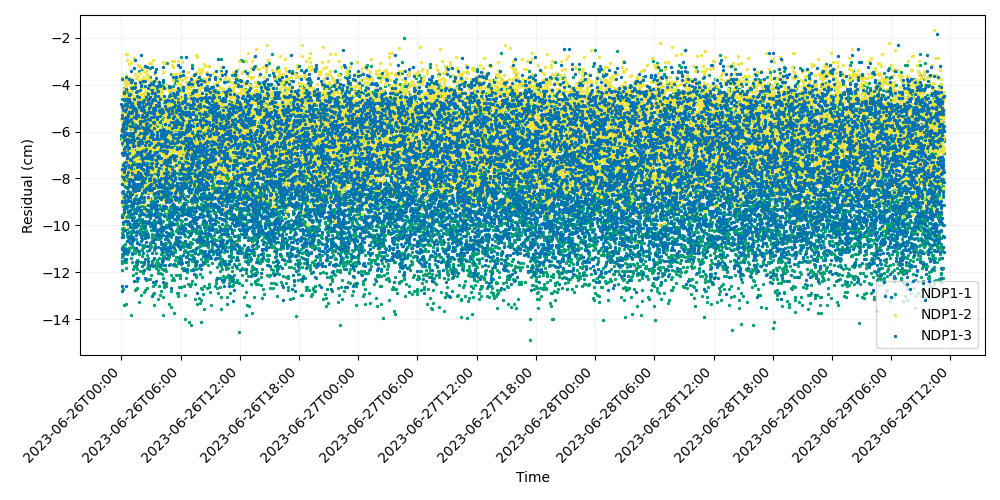 −2
−4
−6
−8
−10
−12
−14
Residual (cm)
NDP1-1
NDP1-2
NDP1-3
2023-06-26T00:00
2023-06-26T06:00
2023-06-26T12:00
2023-06-26T18:00
2023-06-27T00:00
2023-06-27T06:00
2023-06-27T12:00
2023-06-27T18:00
2023-06-28T00:00
2023-06-28T06:00
2023-06-28T12:00
2023-06-28T18:00
2023-06-29T00:00
2023-06-29T06:00
2023-06-29T12:00
Time